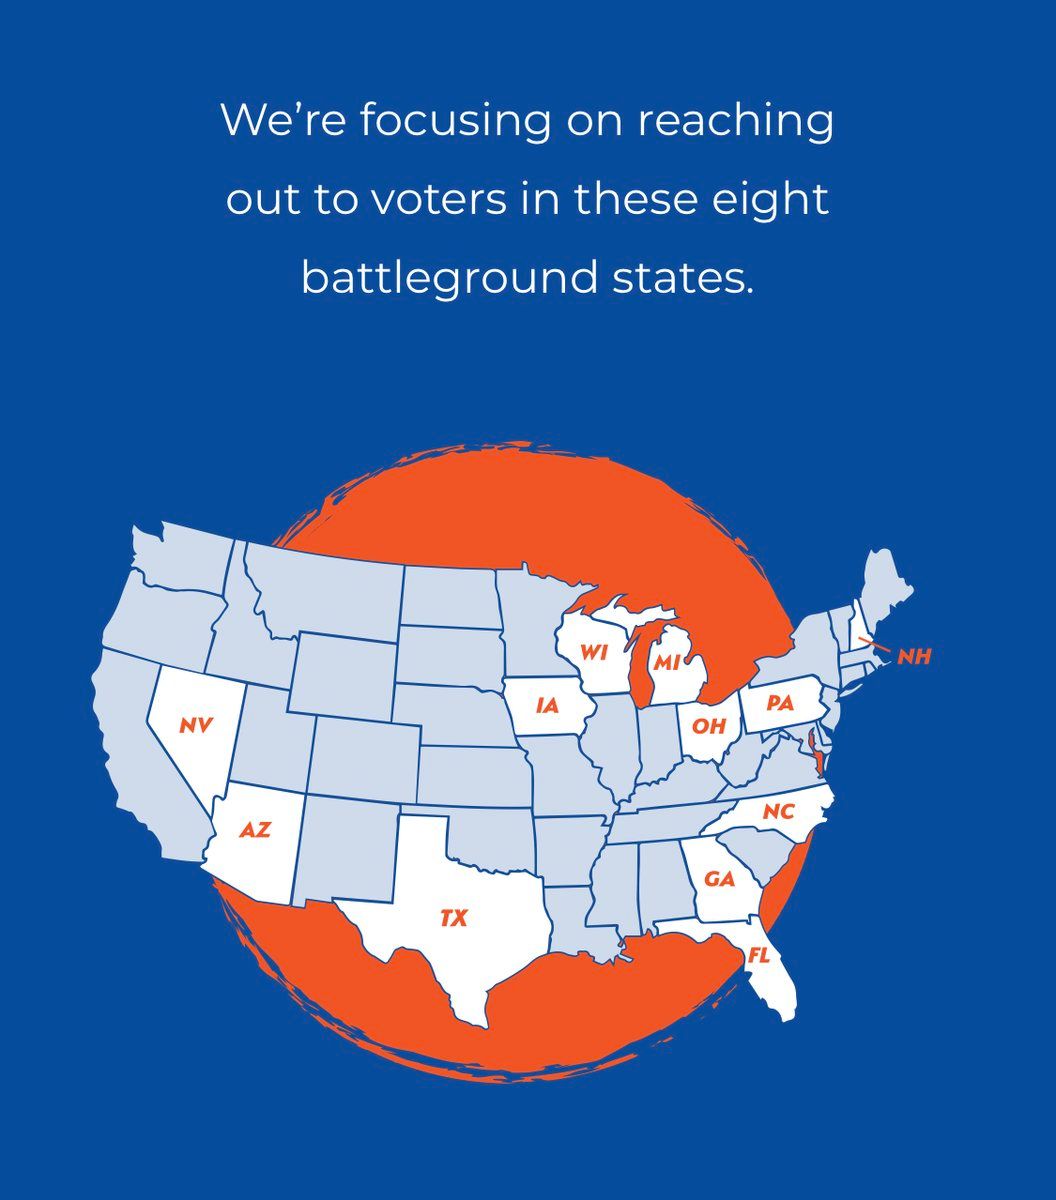 We’re focusing on reaching
out to voters in these eight
battleground states.
WI
MI
NH
IA
PA
NV
OH
NC
AZ
GA
TX
FL